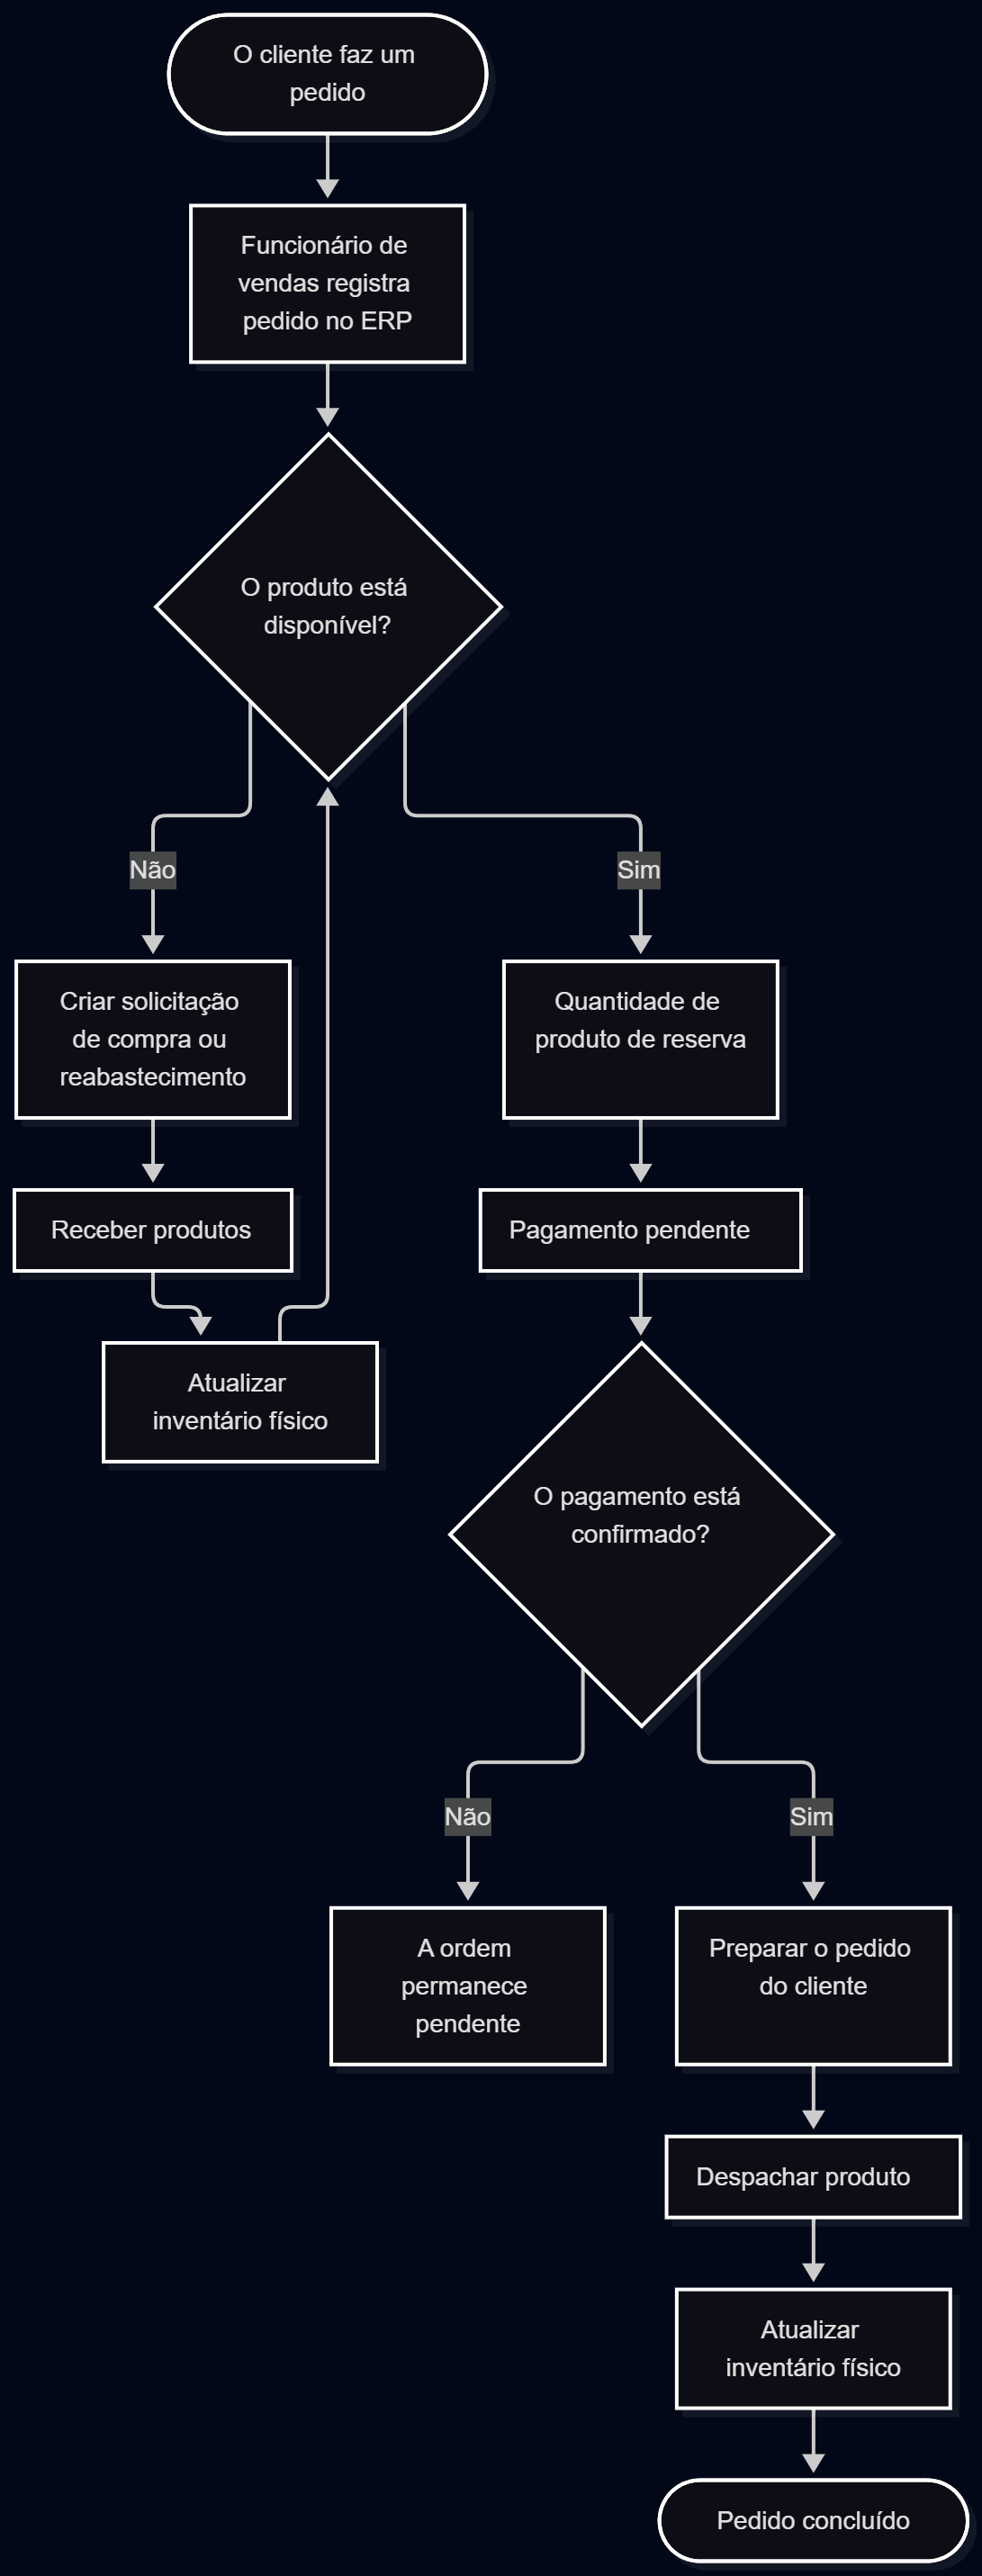 O cliente faz um
pedido
Funcionário de
vendas registra
pedido no ERP
O produto está
disponível?
Não
Sim
Criar solicitação
de compra ou
reabastecimento
Quantidade de
produto de reserva
Receber produtos
Pagamento pendente
Atualizar
inventário físico
O pagamento está
confirmado?
Não
Sim
A ordem
permanece
pendente
Preparar o pedido
do cliente
Despachar produto
Atualizar
inventário físico
Pedido concluído